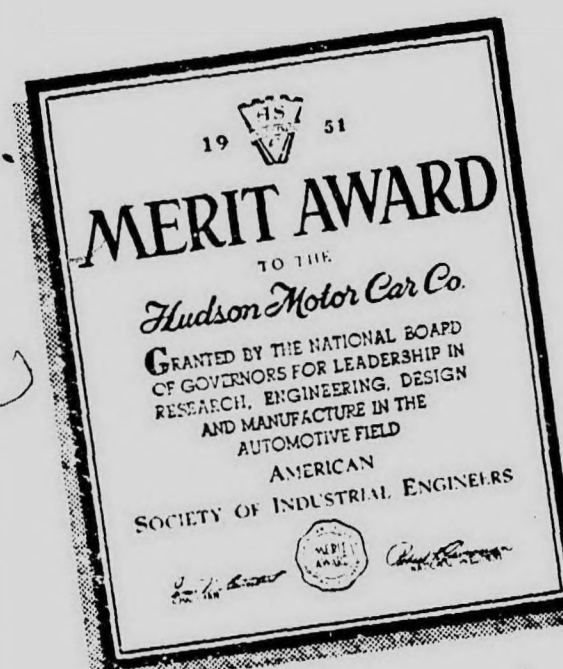 19 51
MERIT AWARD
TO THE
Hudson Motor Car Co.
GRANTED BY THE NATIONAL BOARD
OF GOVERNORS FOR LEADERSHIP IN
RESEARCH, ENGINEERING, DESIGN
AND MANUFACTURE IN THE
AUTOMOTIVE FIELD
AMERICAN
SOCIETY OF INDUSTRIAL ENGINEERS
MERIT
AWARD